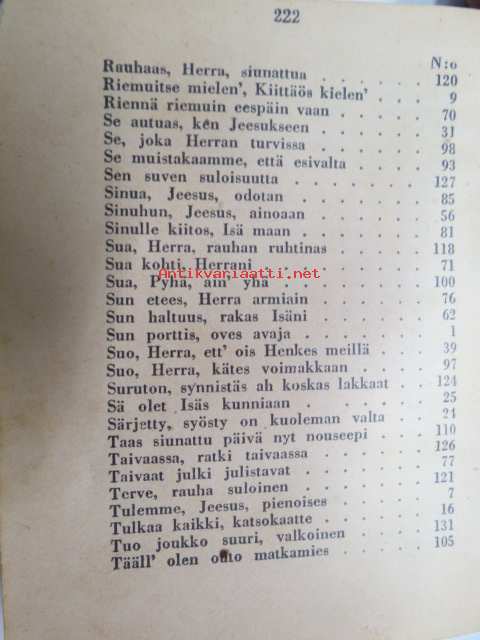 222
N:o
Rauhaas, Herra, siunattua . . . . . . 120
Riemuitse mielen', Kiittäös kielen' . . . 9
Riennä riemuin eespäin vaan . . . . . 70
Se autuas, ken Jeesukseen . . . . . . 31
Se, joka Herran turvissa . . . . . . 98
Se muistakaamme, että esivalta . . . . 93
Sen suven suloisuutta . . . . . . . 127
Sinua, Jeesus, odotan . . . . . . . 85
Sinuhun, Jeesus, ainoaan . . . . . . 56
Sinulle kiitos, Isä maan . . . . . . 81
Sua, Herra, rauhan ruhtinas . . . . . 118
Sua kohti, Herrani . . . . . . . 71
Antikvariaatti.net
Sua, Pyhä, ain' yhä . . . . . . . 100
Sun etees, Herra armiain . . . . . . 76
Sun haltuus, rakas Isäni . . . . . . 62
Sun porttis, oves avaja . . . . . . 1
Suo, Herra, ett' ois Henkes meillä . . . 39
Suo, Herra, kätes voimakkaan . . . . 97
Suruton, synnistäs ah koskas lakkaat . . 124
Sä olet Isäs kunniaan . . . . . . . 25
Särjetty, syösty on kuoleman valta . . . 24
Taas siunattu päivä nyt nouseepi . . . . 110
Taivaassa, ratki taivaassa . . . . . . 126
Taivaat julki julistavat . . . . . . . 77
Terve, rauha suloinen . . . . . . . 121
Tulemme, Jeesus, pienoises . . . . . . 7
Tulkaa kaikki, katsokaatte . . . . . . 16
Tuo joukko suuri, valkoinen . . . . . 131
Tääll' olen outo matkamies . . . . . 105